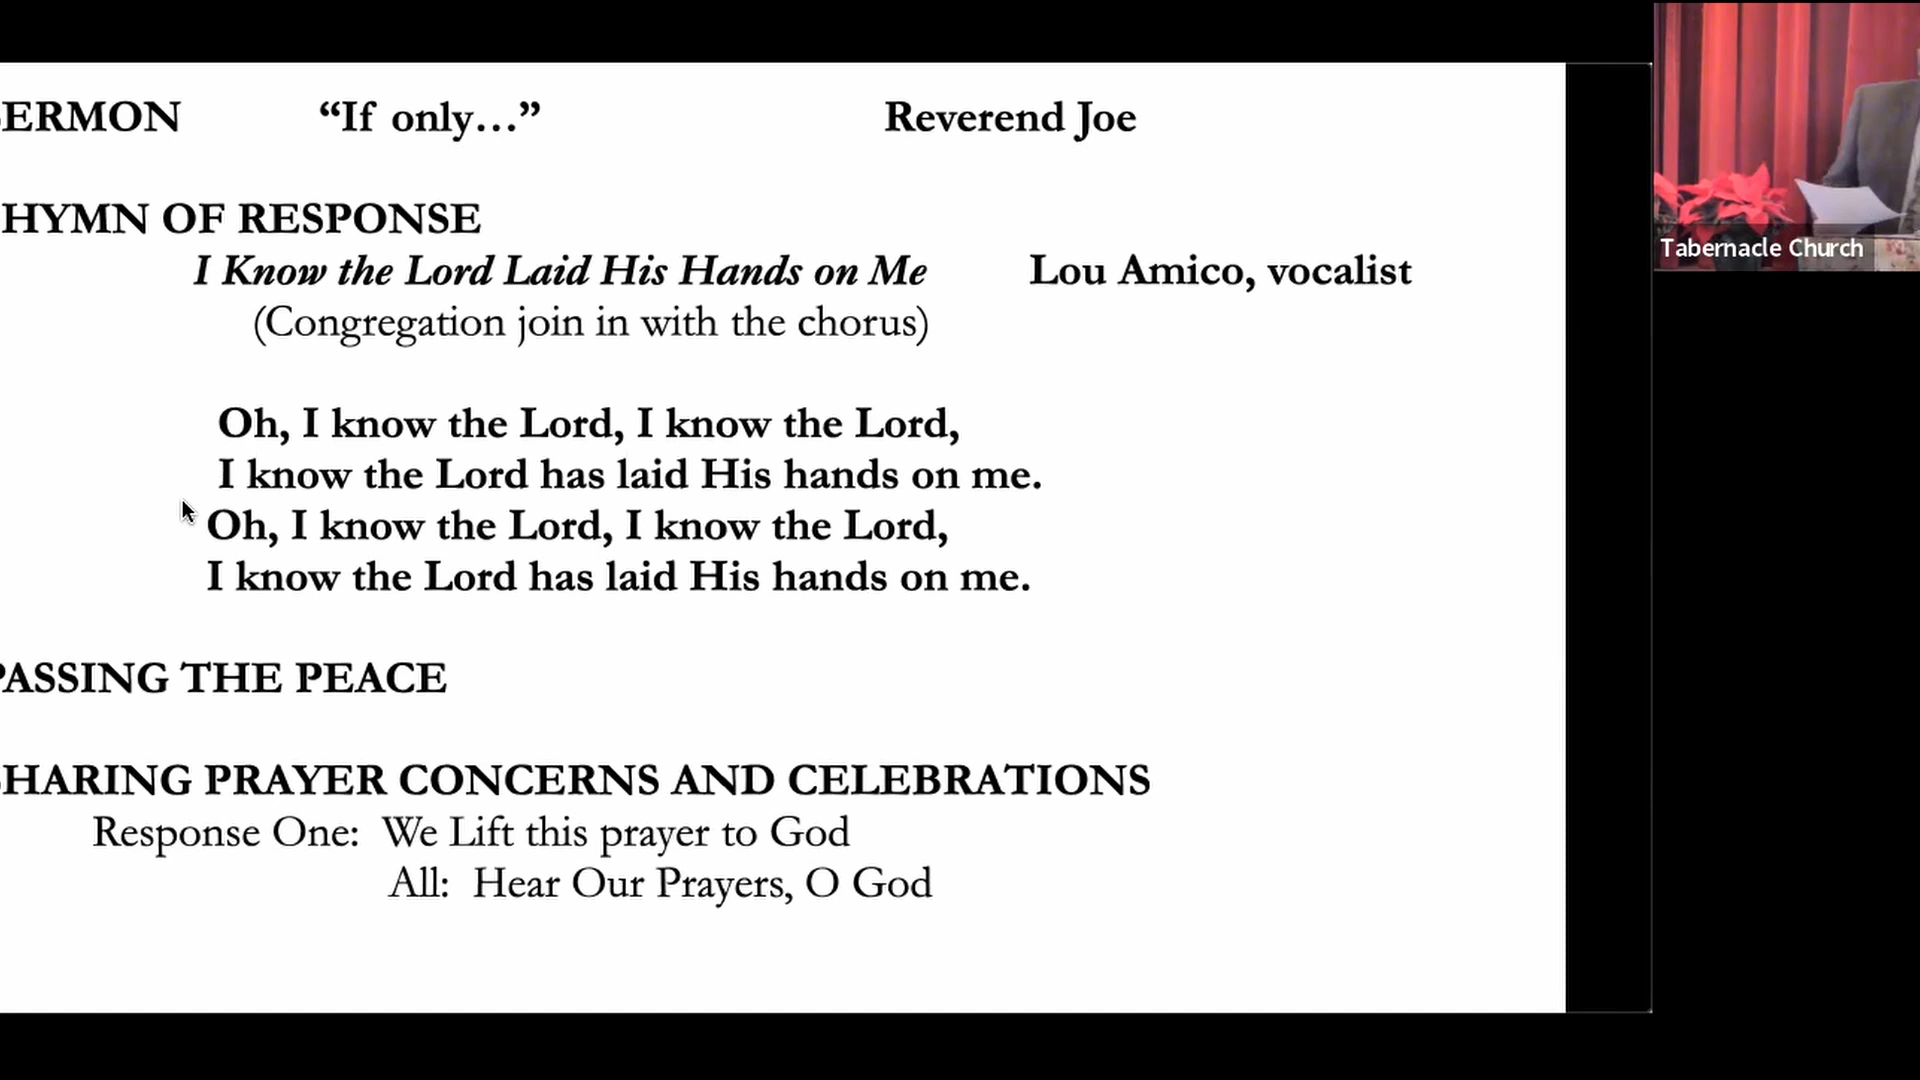 ERMON “If only…” Reverend Joe
HYMN OF RESPONSE
I Know the Lord Laid His Hands on Me Lou Amico, vocalist
(Congregation join in with the chorus)
Oh, I know the Lord, I know the Lord,
I know the Lord has laid His hands on me.
Oh, I know the Lord, I know the Lord,
I know the Lord has laid His hands on me.
PASSING THE PEACE
SHARING PRAYER CONCERNS AND CELEBRATIONS
Response One: We Lift this prayer to God
All: Hear Our Prayers, O God
Tabernacle Church